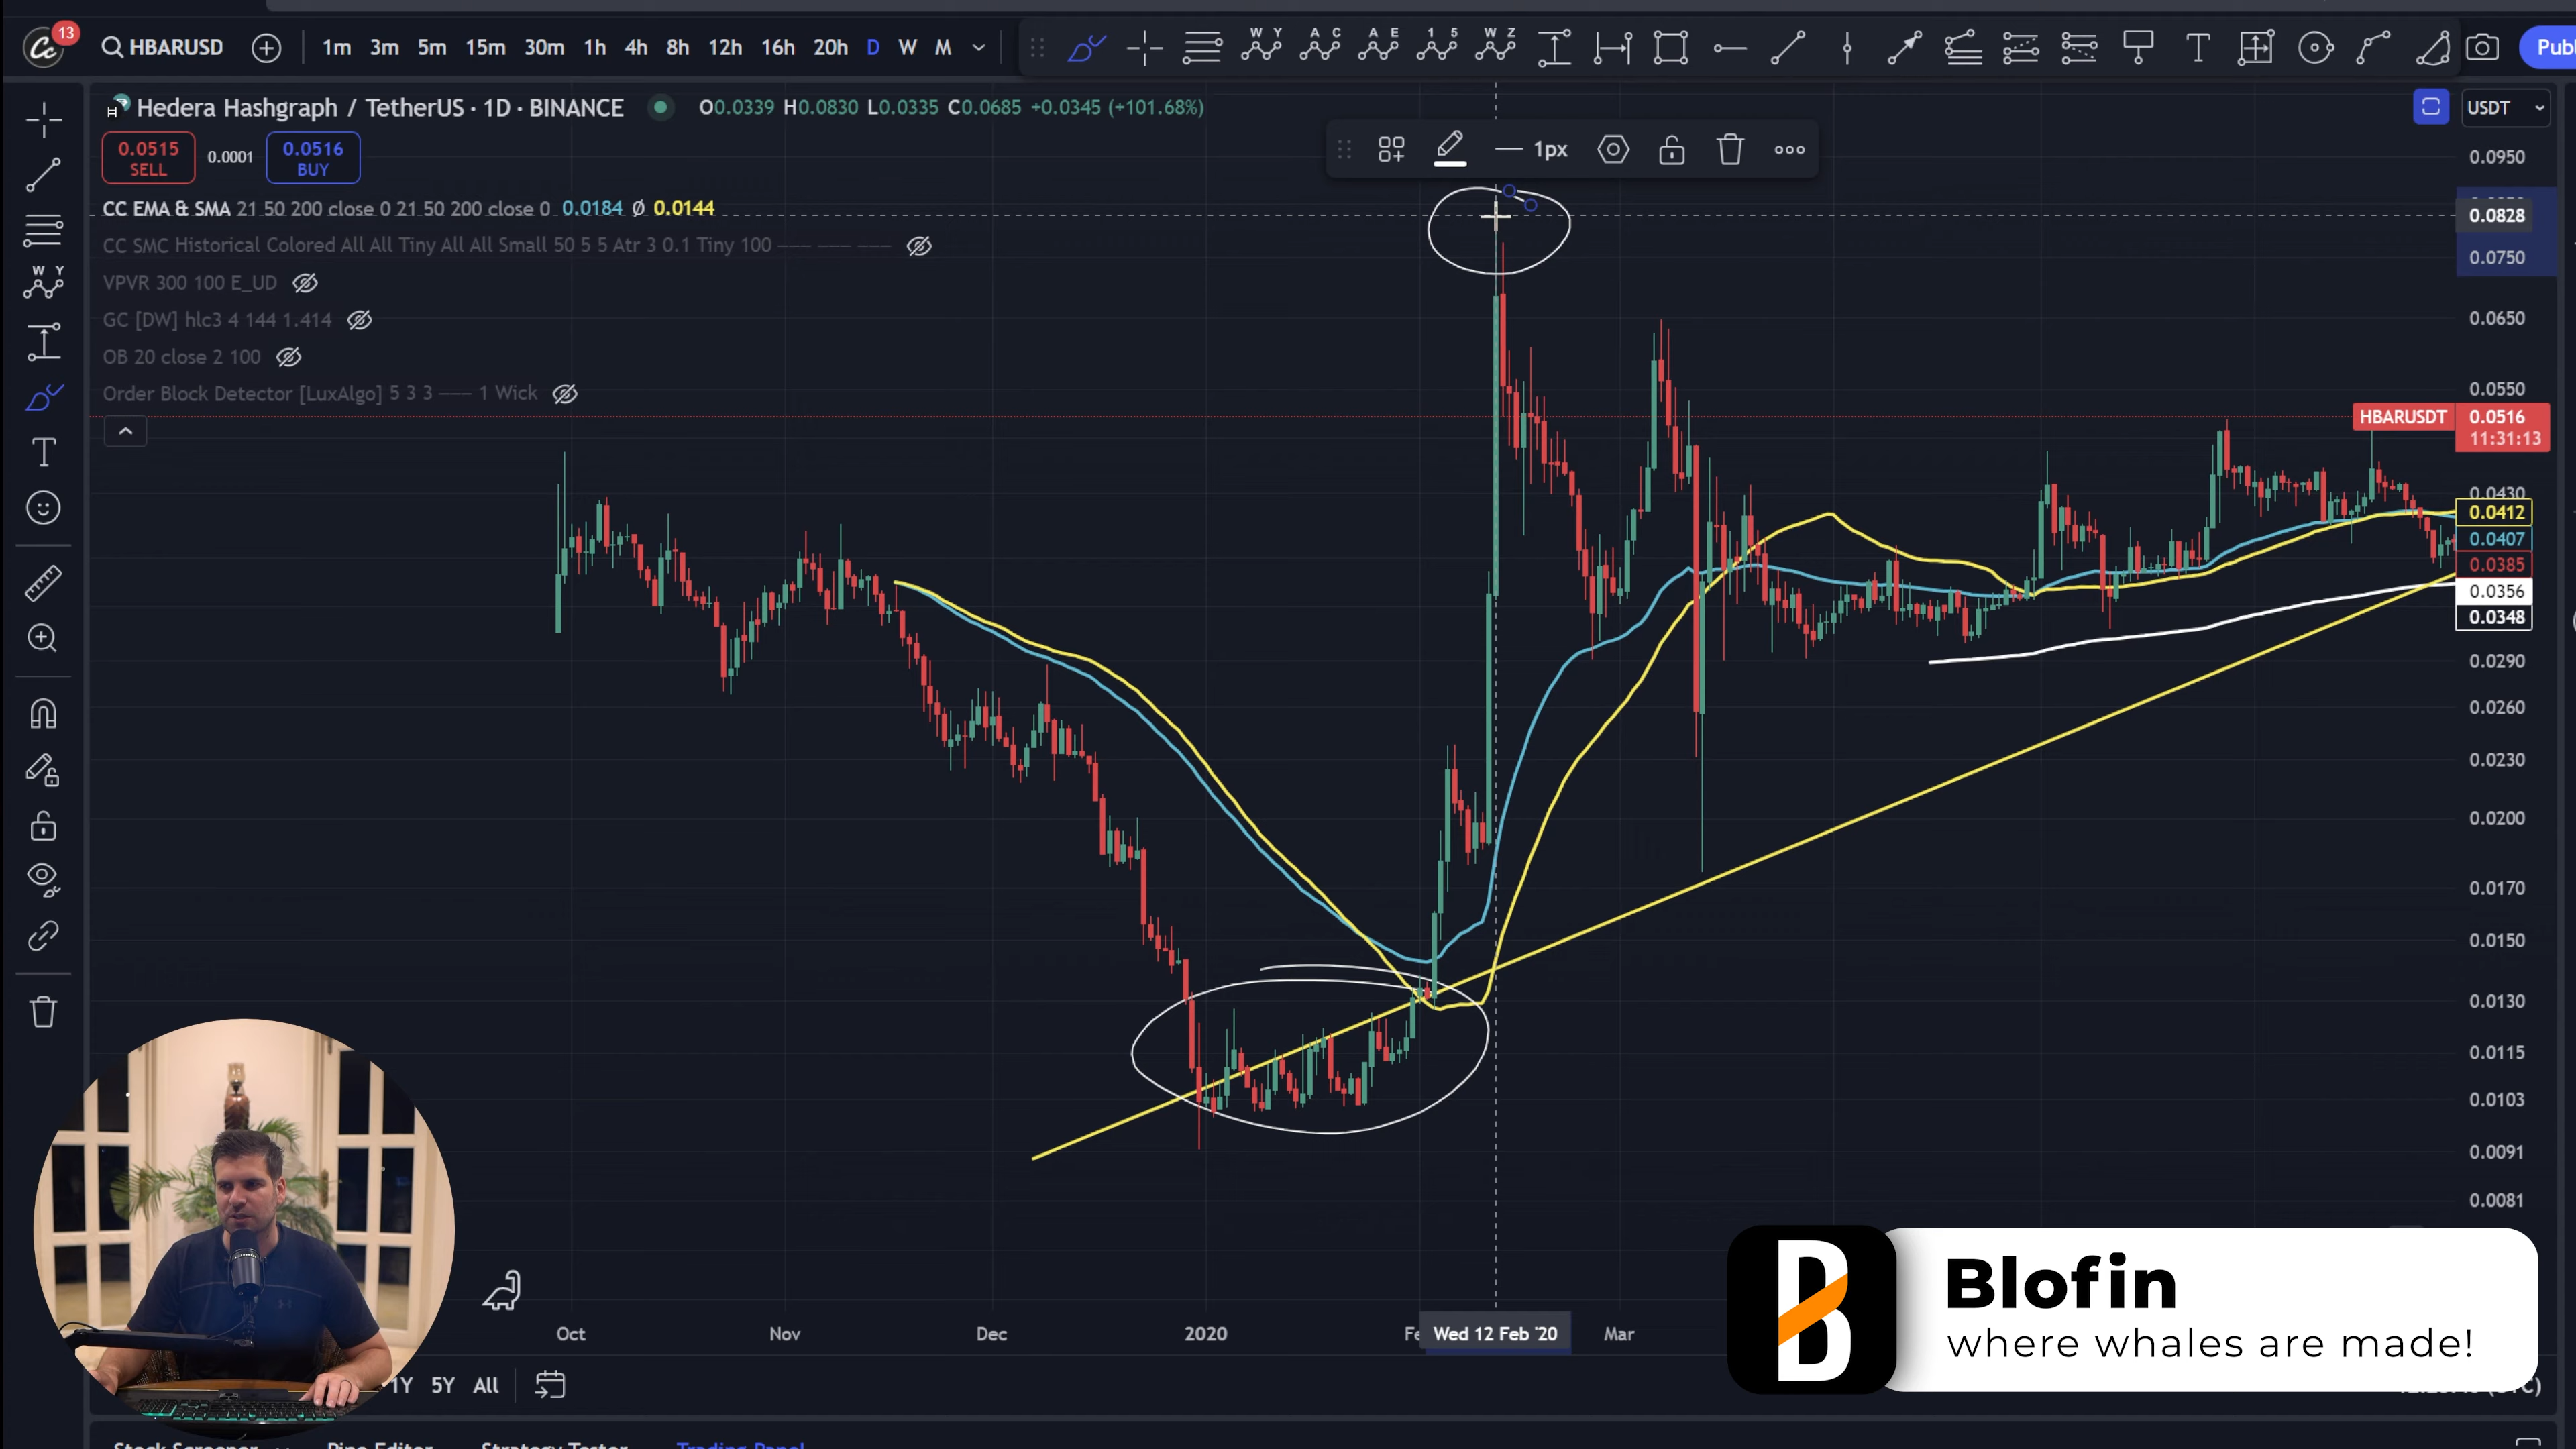 13
HBARUSD
1m 3m 5m 15m 30m 1h 4h 8h 12h 16h 20h D W M
W Y
A C
A E
1 5
W Z
Hedera Hashgraph / TetherUS · 1D · BINANCE O0.0339 H0.0830 L0.0335 C0.0685 +0.0345 (+101.68%)
USDT
0.0515
SELL
0.0001
0.0516
BUY
1px
CC EMA & SMA 21 50 200 close 0 21 50 200 close 0 0.0184 Ø 0.0144
CC SMC Historical Colored All All Tiny All All Small 50 5 5 Atr 3 0.1 Tiny 100
VPVR 300 100 E_UD
GC [DW] hlc3 4 144 1.414
OB 20 close 2 100
Order Block Detector [LuxAlgo] 5 3 3 —— 1 Wick
W Y
0.0950
0.0828
0.0750
0.0650
0.0550
HBARUSDT 0.0516
11:31:13
0.0430
0.0412
0.0407
0.0385
0.0356
0.0348
0.0290
0.0260
0.0230
0.0200
0.0170
0.0150
0.0130
0.0115
0.0103
0.0091
0.0081
Oct Nov Dec 2020 Wed 12 Feb '20 Mar
Blofin
where whales are made!
1Y 5Y All
Trading Panel